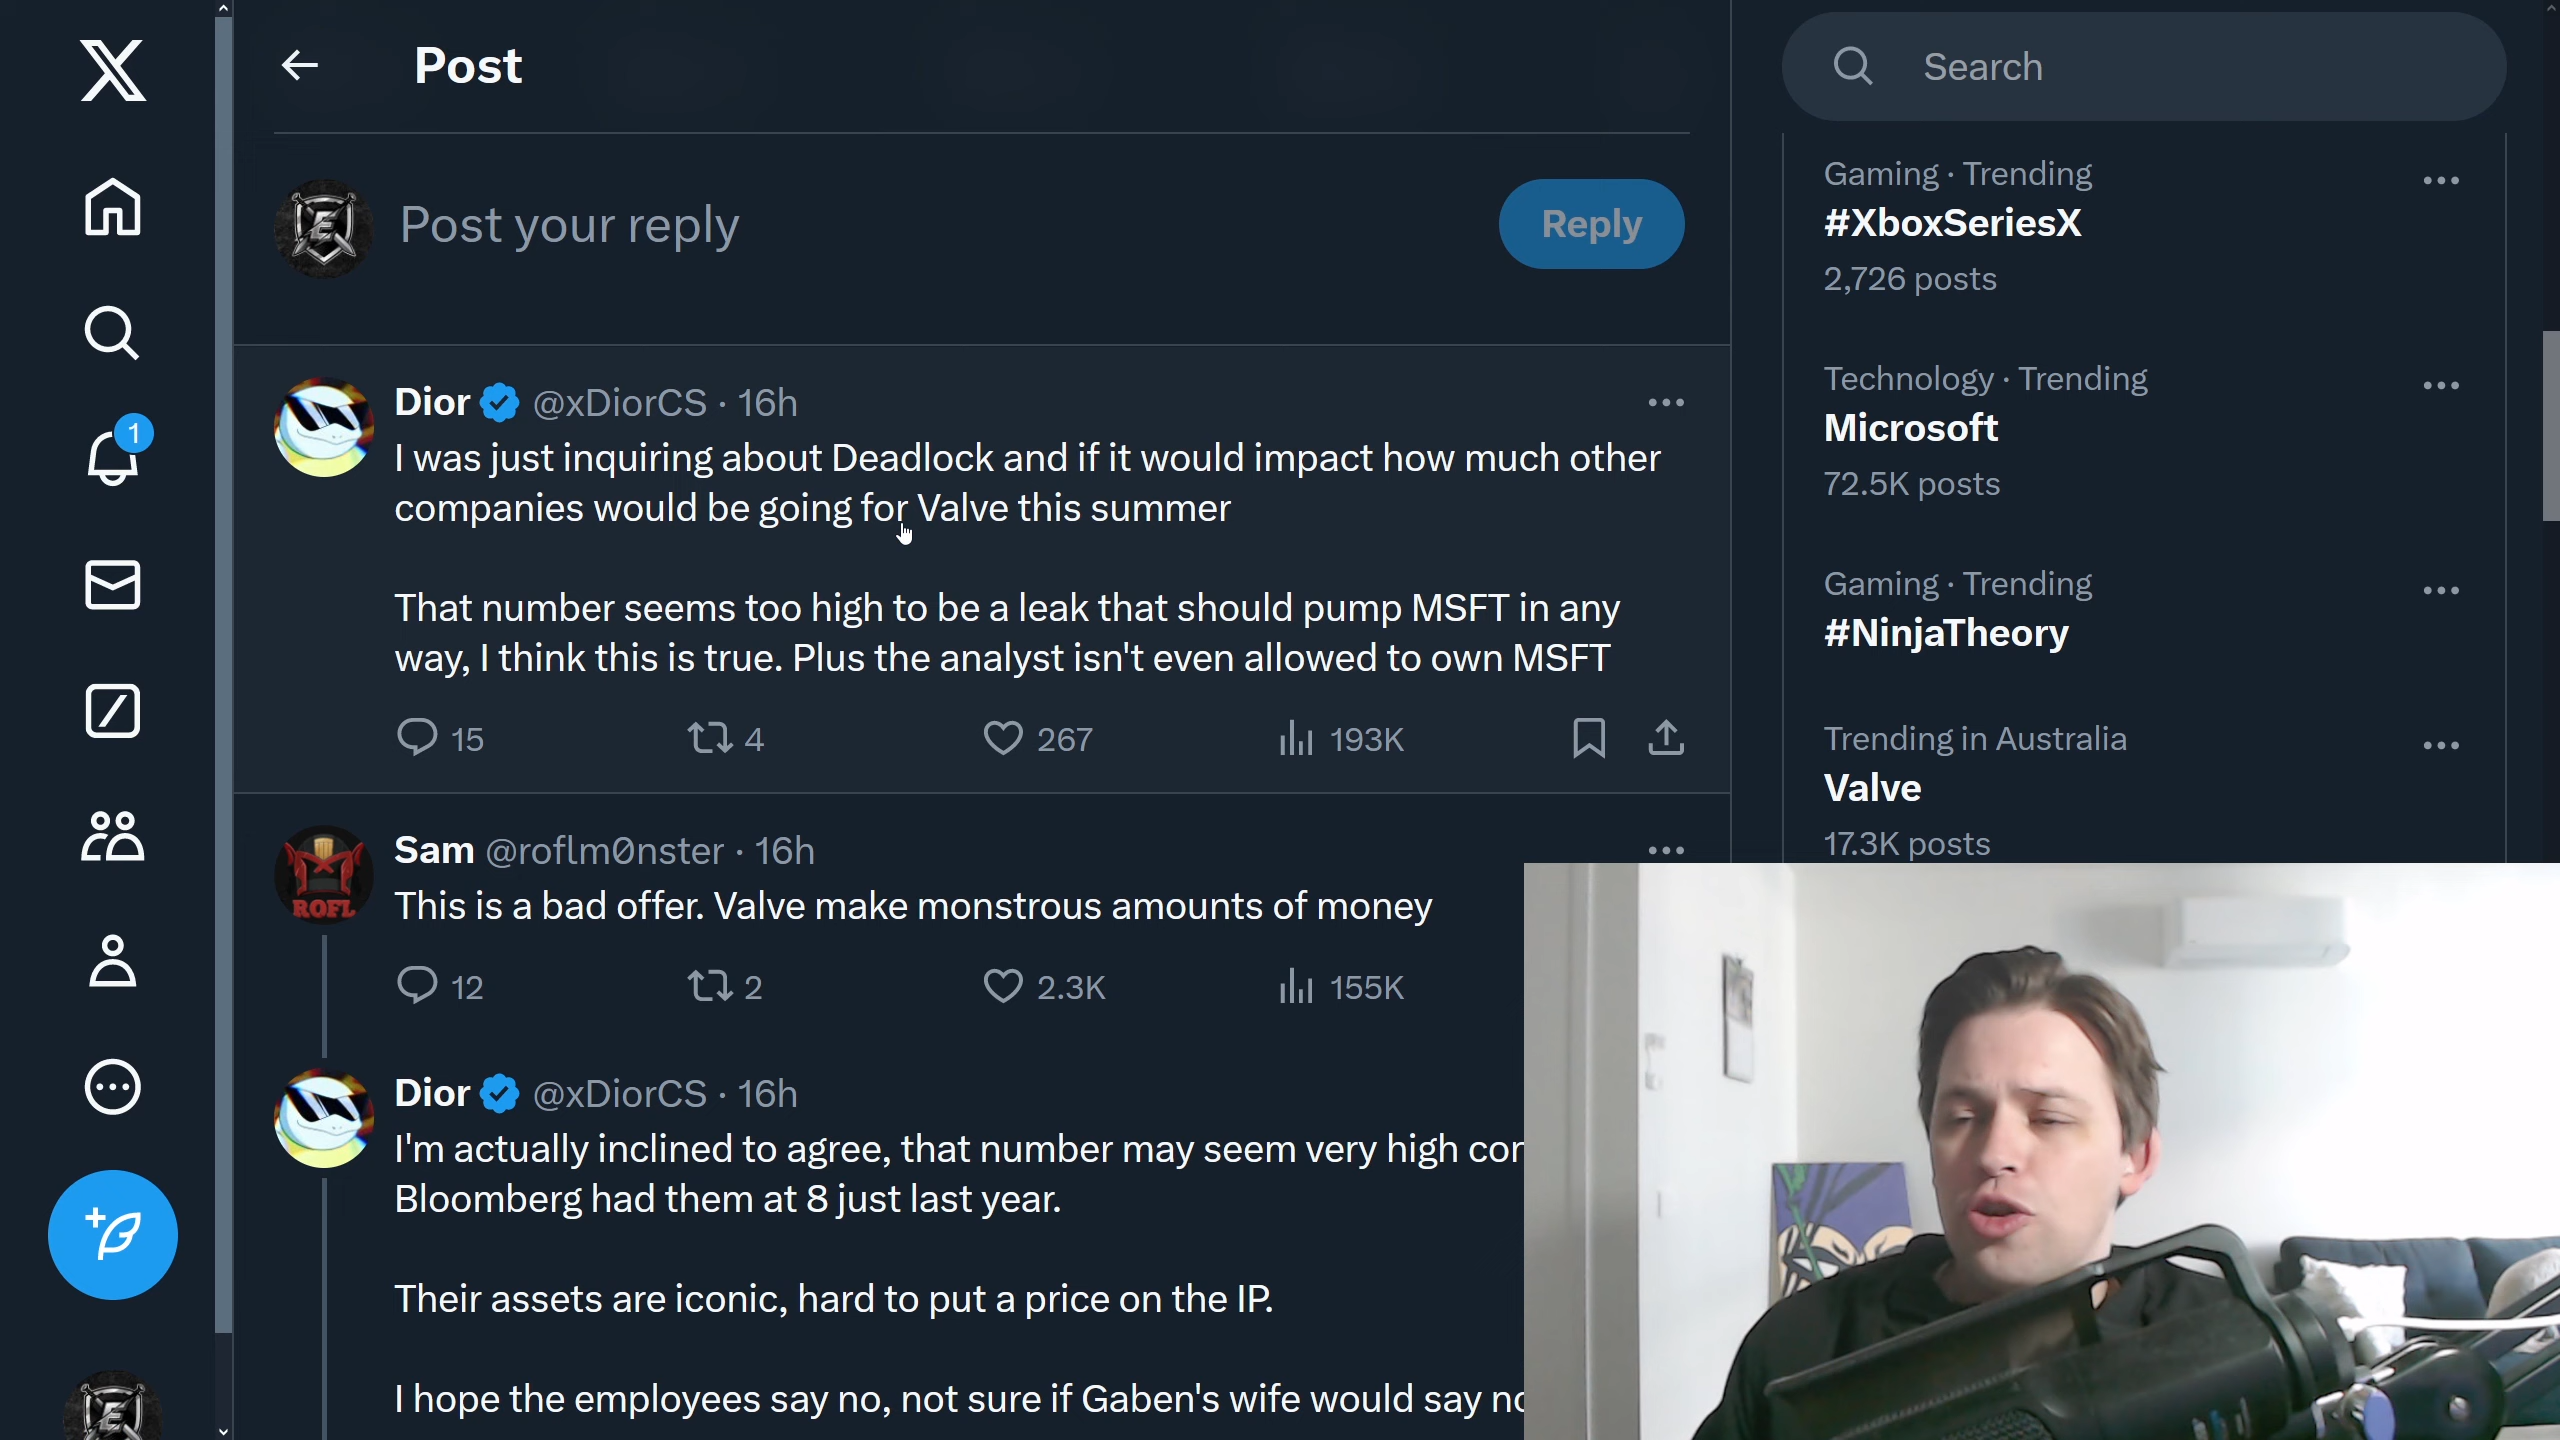 Post
Search
Post your reply
Reply
1
Dior @xDiorCS · 16h
I was just inquiring about Deadlock and if it would impact how much other
companies would be going for Valve this summer
That number seems too high to be a leak that should pump MSFT in any
way, I think this is true. Plus the analyst isn't even allowed to own MSFT
15 4 267 193K
Sam @roflm0nster · 16h
This is a bad offer. Valve make monstrous amounts of money
ROFL
12 2 2.3K 155K
Dior @xDiorCS · 16h
I'm actually inclined to agree, that number may seem very high
Bloomberg had them at 8 just last year.
Their assets are iconic, hard to put a price on the IP.
I hope the employees say no, not sure if Gaben's wife would say
Gaming · Trending
#XboxSeriesX
2,726 posts
Technology · Trending
Microsoft
72.5K posts
Gaming · Trending
#NinjaTheory
Trending in Australia
Valve
17.3K posts